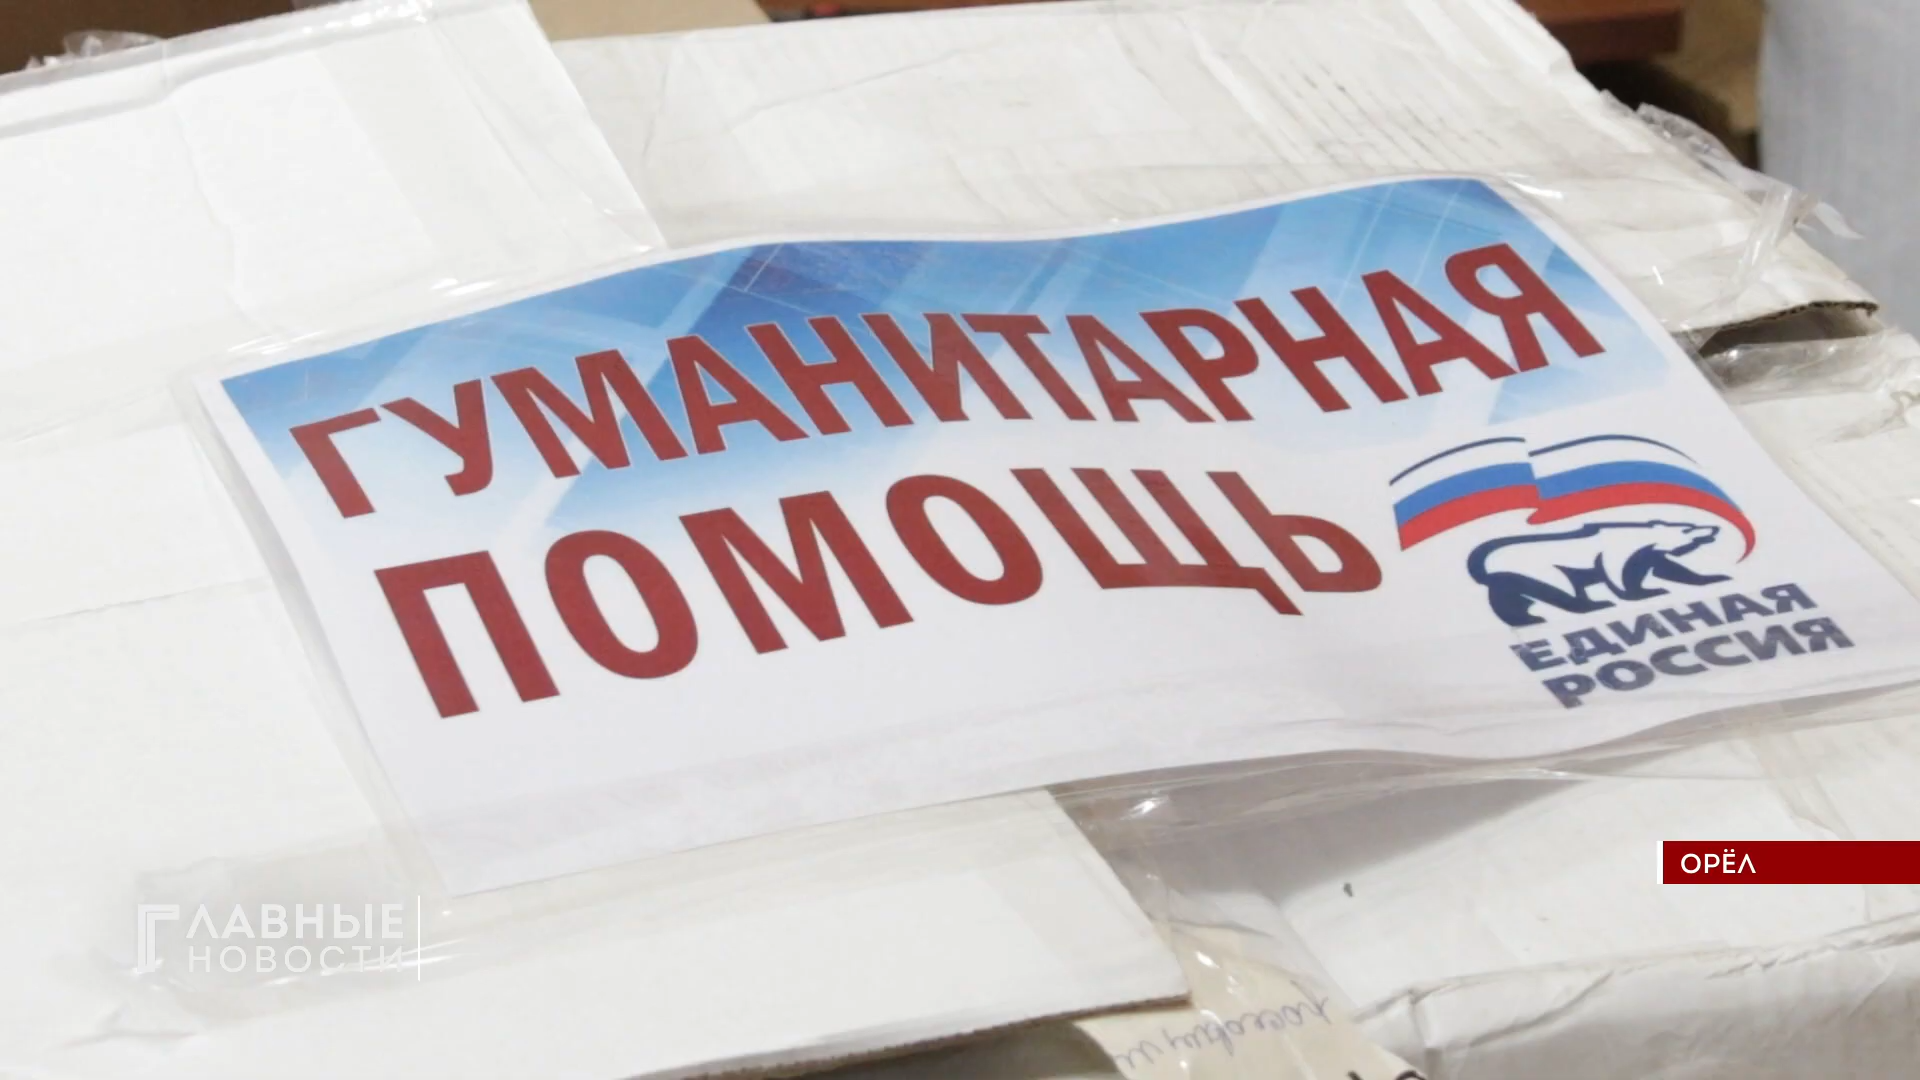 ГУМАНИТАРНАЯ
ПОМОЩЬ
ЕДИНАЯ
РОССИЯ
ОРЁЛ
ГЛАВНЫЕ
НОВОСТИ